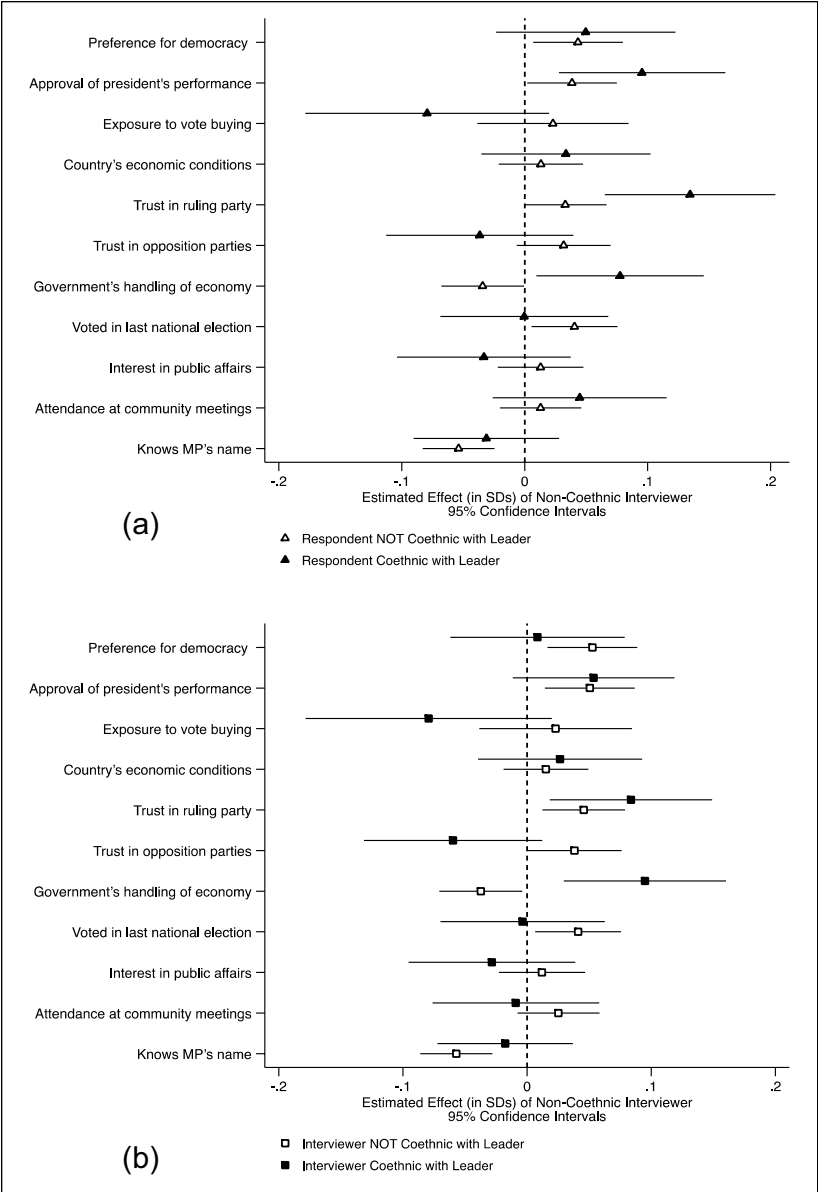 Preference for democracy
Approval of president's performance
Exposure to vote buying
Country's economic conditions
Trust in ruling party
Trust in opposition parties
Government's handling of economy
Voted in last national election
Interest in public affairs
Attendance at community meetings
Knows MP's name
-.2 -.1 0 .1 .2
Estimated Effect (in SDs) of Non-Coethnic Interviewer
95% Confidence Intervals
(a)
Respondent NOT Coethnic with Leader
Respondent Coethnic with Leader
Preference for democracy
Approval of president's performance
Exposure to vote buying
Country's economic conditions
Trust in ruling party
Trust in opposition parties
Government's handling of economy
Voted in last national election
Interest in public affairs
Attendance at community meetings
Knows MP's name
-.2 -.1 0 .1 .2
Estimated Effect (in SDs) of Non-Coethnic Interviewer
95% Confidence Intervals
(b)
Interviewer NOT Coethnic with Leader
Interviewer Coethnic with Leader